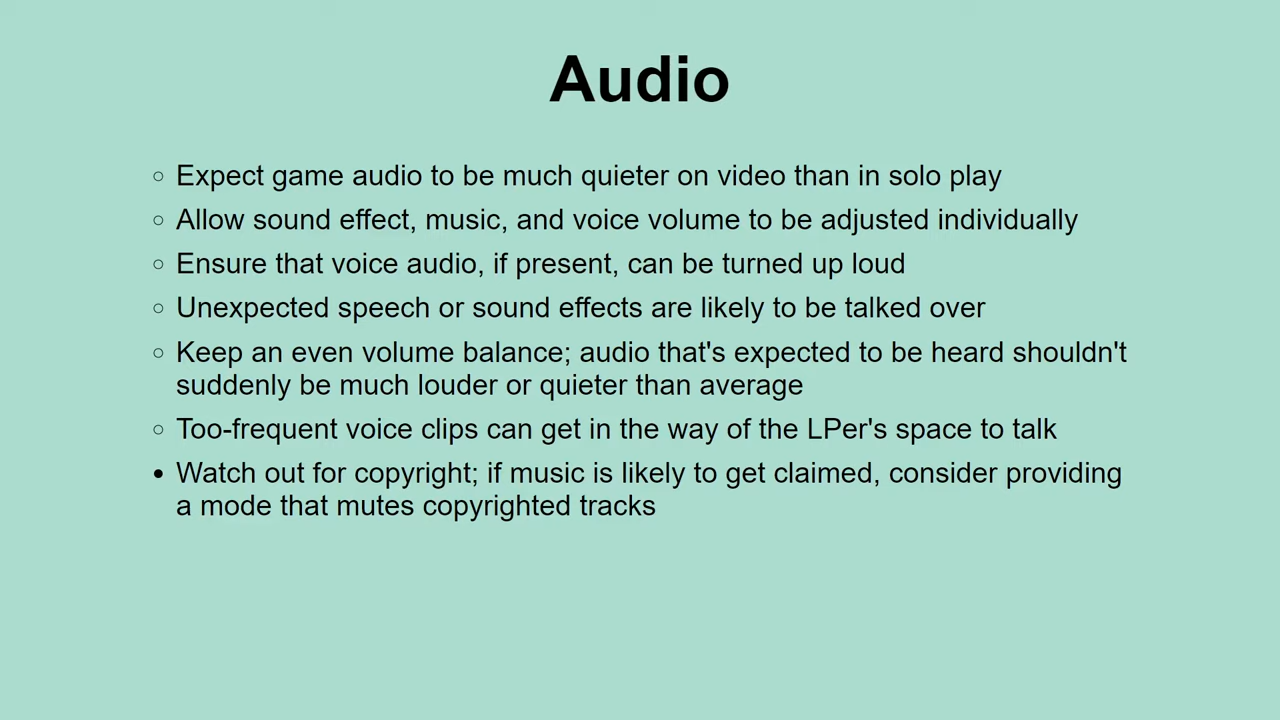 Audio
◦ Expect game audio to be much quieter on video than in solo play
◦ Allow sound effect, music, and voice volume to be adjusted individually
◦ Ensure that voice audio, if present, can be turned up loud
◦ Unexpected speech or sound effects are likely to be talked over
◦ Keep an even volume balance; audio that's expected to be heard shouldn't
suddenly be much louder or quieter than average
◦ Too-frequent voice clips can get in the way of the LPer's space to talk
• Watch out for copyright; if music is likely to get claimed, consider providing
a mode that mutes copyrighted tracks